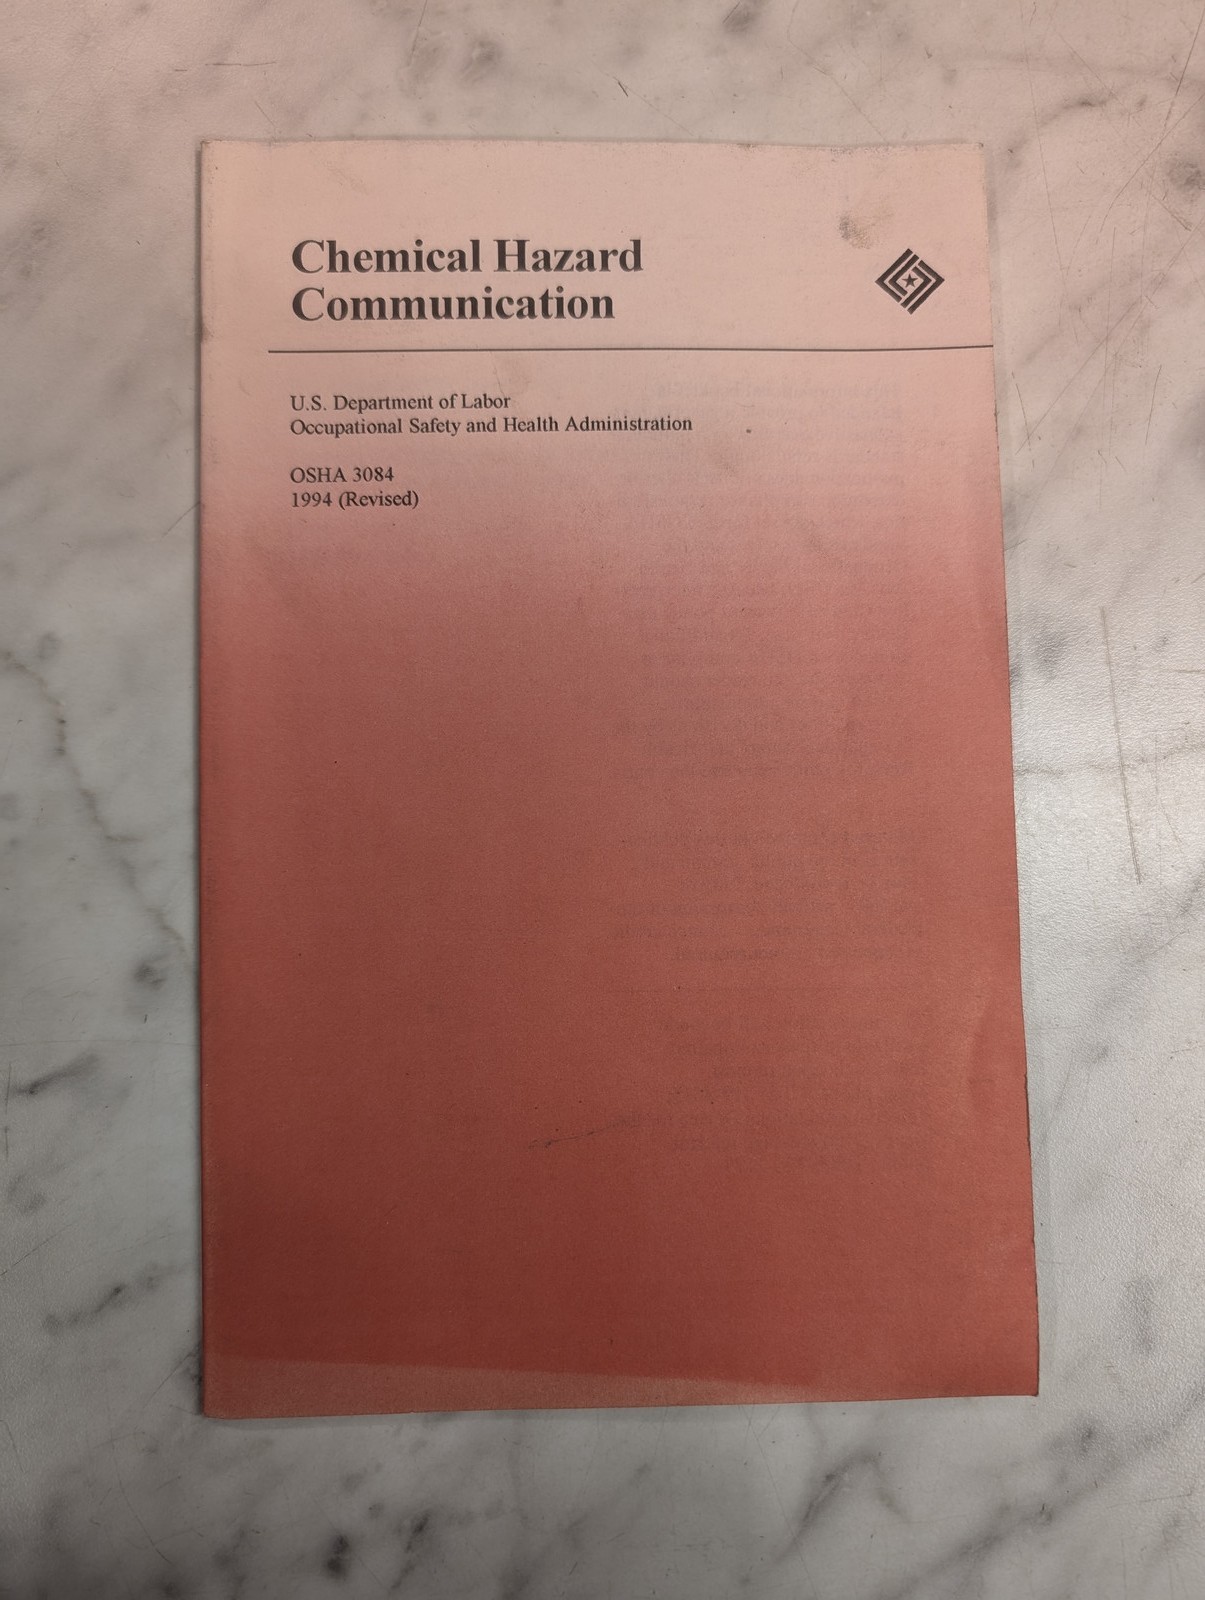 Chemical Hazard
Communication
U.S. Department of Labor
Occupational Safety and Health Administration
OSHA 3084
1994 (Revised)